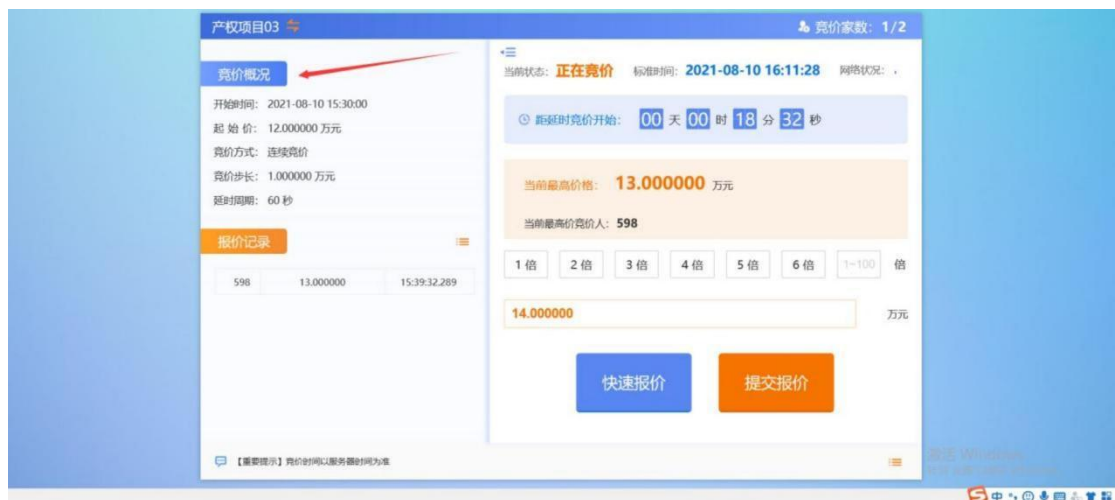 产权项目03
竞价家数: 1/2
竞价概况
开始时间: 2021-08-10 15:30:00
起 始 价: 12.000000 万元
竞价方式: 连续竞价
竞价步长: 1.000000 万元
延时周期: 60 秒
报价记录
598 13.000000 15:39:32.289
当前状态: 正在竞价 标准时间: 2021-08-10 16:11:28 网络状况:
距延时竞价开始: 00 天 00 时 18 分 32 秒
当前最高价格: 13.000000 万元
当前最高价竞价人: 598
1 倍 2 倍 3 倍 4 倍 5 倍 6 倍 1~100 倍
14.000000 万元
快速报价 提交报价
【重要提示】竞价时间以服务器时间为准
激活 Windows
中